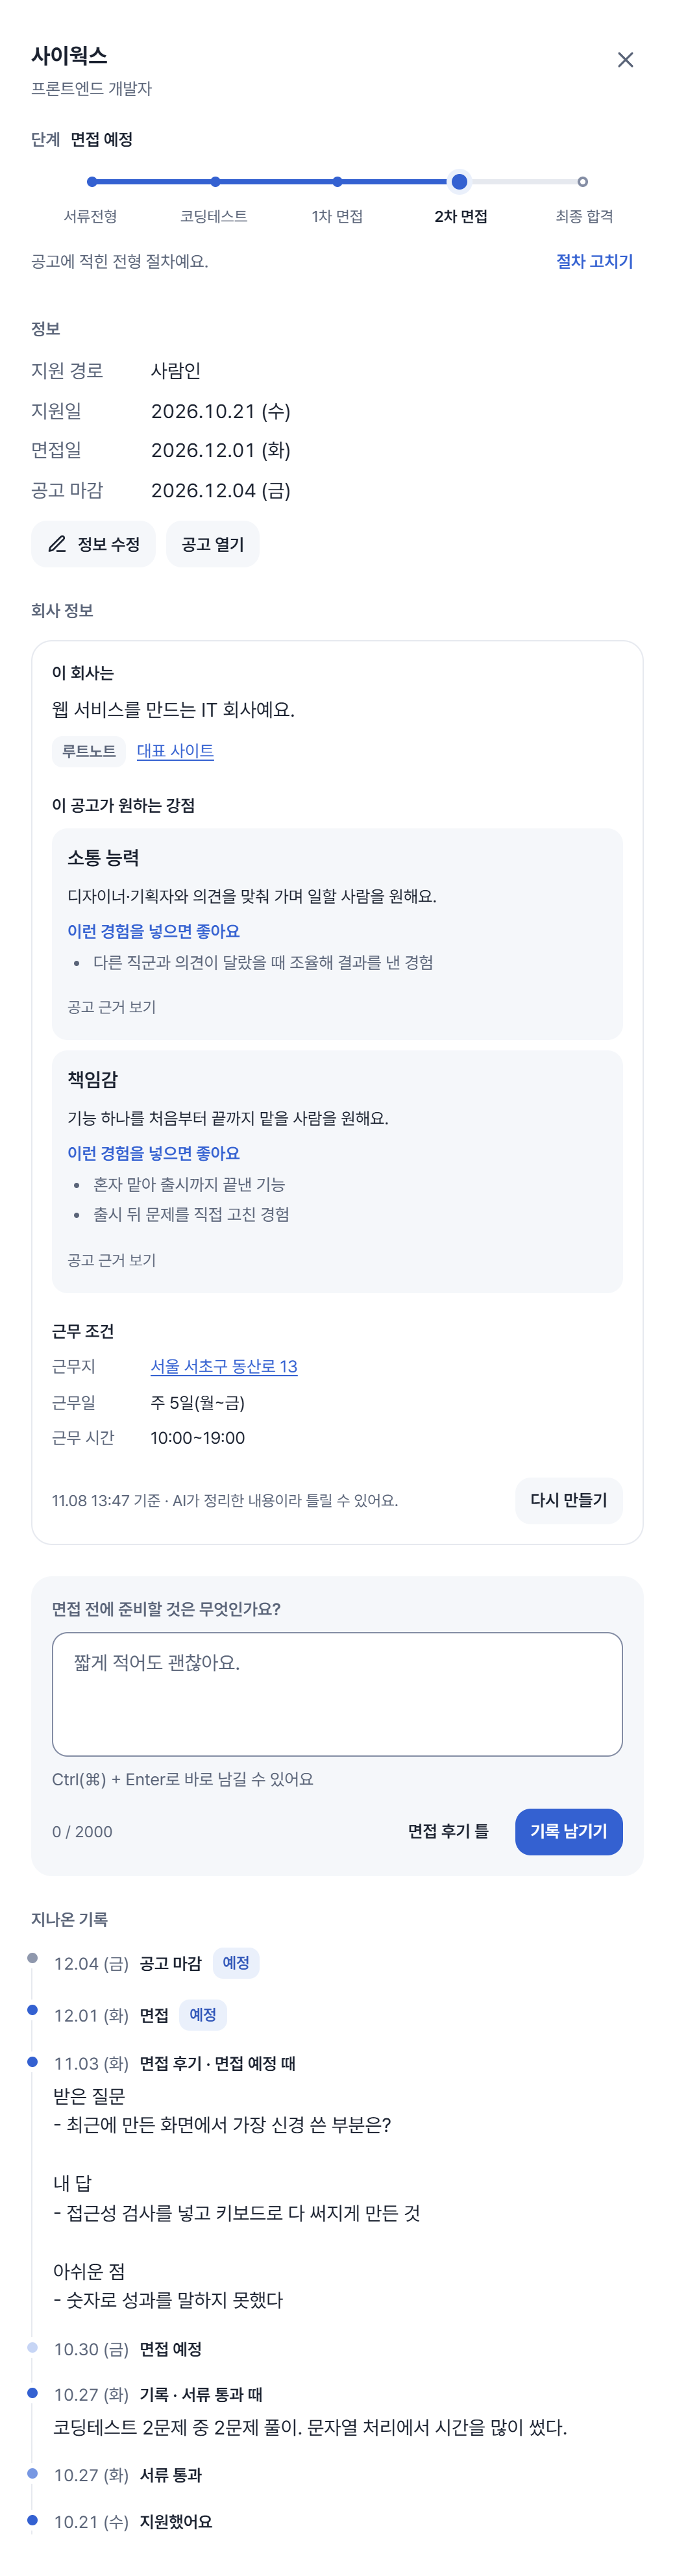 사이웍스
프론트엔드 개발자
단계 면접 예정
서류전형 코딩테스트 1차 면접 2차 면접 최종 합격
공고에 적힌 전형 절차예요. 절차 고치기
정보
지원 경로 사람인
지원일 2026.10.21 (수)
면접일 2026.12.01 (화)
공고 마감 2026.12.04 (금)
정보 수정 공고 열기
회사 정보
이 회사는
웹 서비스를 만드는 IT 회사예요.
루트노트 대표 사이트
이 공고가 원하는 강점
소통 능력
디자이너·기획자와 의견을 맞춰 가며 일할 사람을 원해요.
이런 경험을 넣으면 좋아요
• 다른 직군과 의견이 달랐을 때 조율해 결과를 낸 경험
공고 근거 보기
책임감
기능 하나를 처음부터 끝까지 맡을 사람을 원해요.
이런 경험을 넣으면 좋아요
• 혼자 맡아 출시까지 끝낸 기능
• 출시 뒤 문제를 직접 고친 경험
공고 근거 보기
근무 조건
근무지 서울 서초구 동산로 13
근무일 주 5일(월~금)
근무 시간 10:00~19:00
11.08 13:47 기준 · AI가 정리한 내용이라 틀릴 수 있어요. 다시 만들기
면접 전에 준비할 것은 무엇인가요?
짧게 적어도 괜찮아요.
Ctrl(⌘) + Enter로 바로 남길 수 있어요
0 / 2000 면접 후기 틀 기록 남기기
지나온 기록
12.04 (금) 공고 마감 예정
12.01 (화) 면접 예정
11.03 (화) 면접 후기 · 면접 예정 때
받은 질문
- 최근에 만든 화면에서 가장 신경 쓴 부분은?
내 답
- 접근성 검사를 넣고 키보드로 다 써지게 만든 것
아쉬운 점
- 숫자로 성과를 말하지 못했다
10.30 (금) 면접 예정
10.27 (화) 기록 · 서류 통과 때
코딩테스트 2문제 중 2문제 풀이. 문자열 처리에서 시간을 많이 썼다.
10.27 (화) 서류 통과
10.21 (수) 지원했어요